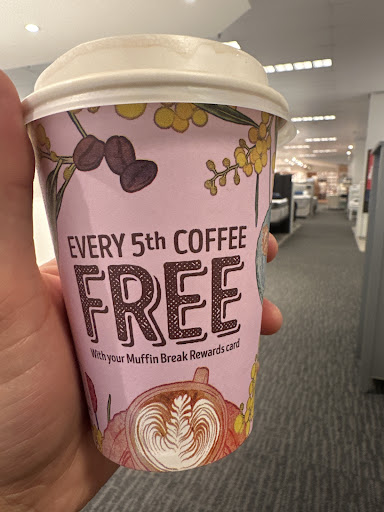 EVERY 5th COFFEE
FREE
With your Muffin Break Rewards card